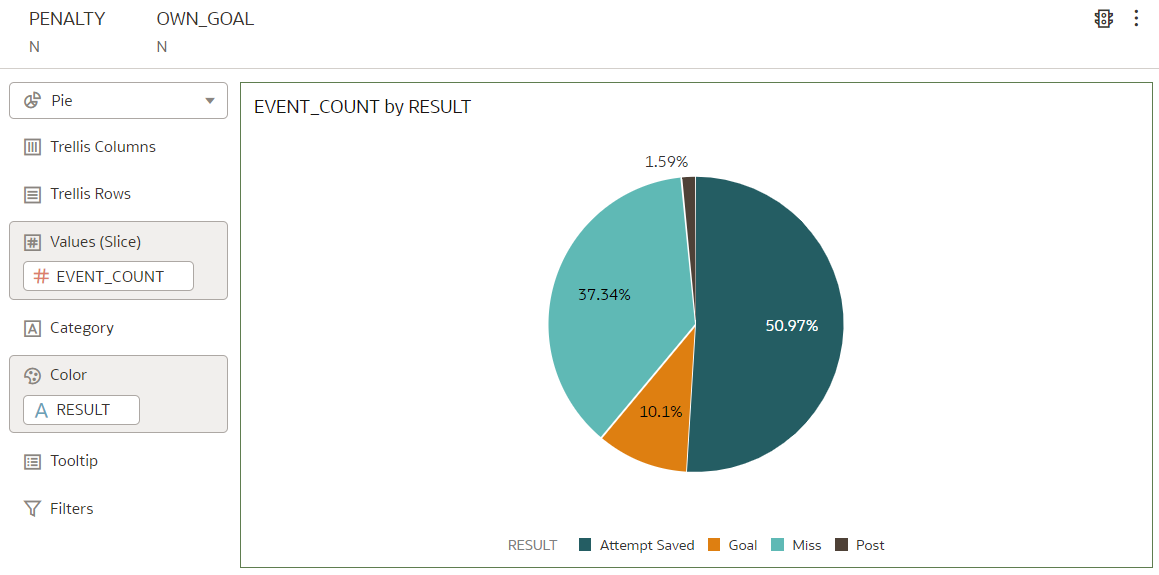 PENALTY OWN_GOAL
N N
Pie
Trellis Columns
Trellis Rows
Values (Slice)
# EVENT_COUNT
Category
Color
A RESULT
Tooltip
Filters
EVENT_COUNT by RESULT
1.59%
37.34%
50.97%
10.1%
RESULT Attempt Saved Goal Miss Post